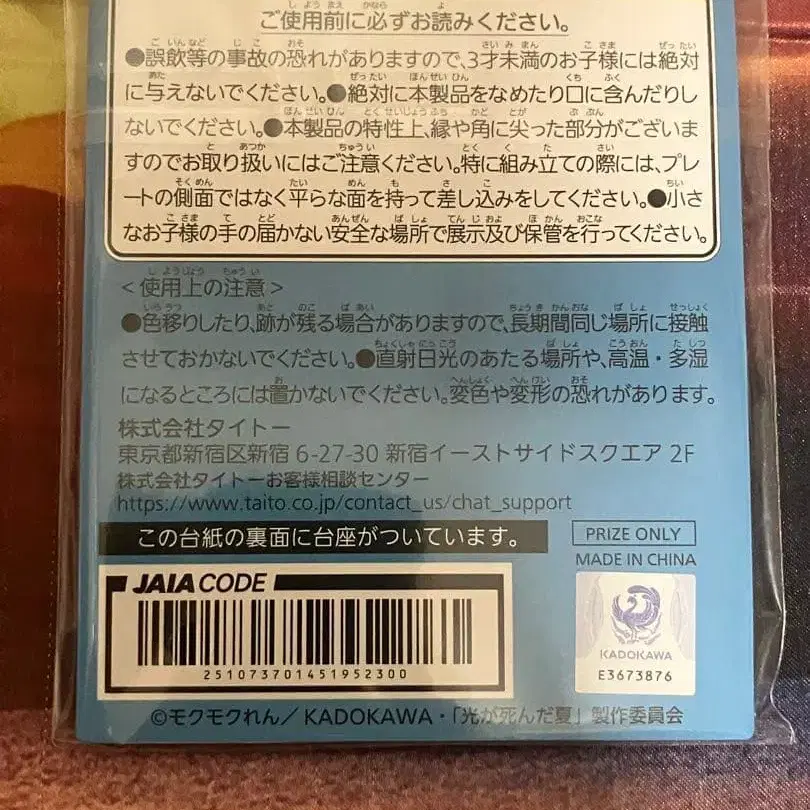 ご使用前に必ずお読みください。
●誤飲等の事故の恐れがありますので、3才未満のお子様には絶対
に与えないでください。●絶対に本製品をなめたり口に含んだりし
ないでください。●本製品の特性上、縁や角に尖った部分がございま
すのでお取り扱いにはご注意ください。特に組み立ての際には、プレ
ートの側面ではなく平らな面を持って差し込みをしてください。●小さ
なお子様の手の届かない安全な場所で展示及び保管を行ってください。
<使用上の注意>
●色移りしたり、跡が残る場合がありますので、長期間同じ場所に接触
させておかないでください。●直射日光のあたる場所や、高温・多湿
になるところには置かないでください。変色や変形の恐れがあります。
株式会社タイトー
東京都新宿区新宿 6-27-30 新宿イーストサイドスクエア 2F
株式会社タイトーお客様相談センター
https://www.taito.co.jp/contact_us/chat_support
この台紙の裏面に台座がついています。
PRIZE ONLY
MADE IN CHINA
JAIA CODE
251073701451952300
KADOKAWA
E3673876
©モクモクれん／KADOKAWA・「光が死んだ夏」製作委員会